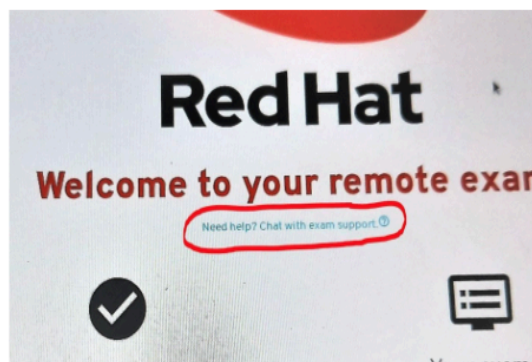 Red Hat
Welcome to your remote exa
Need help? Chat with exam support.